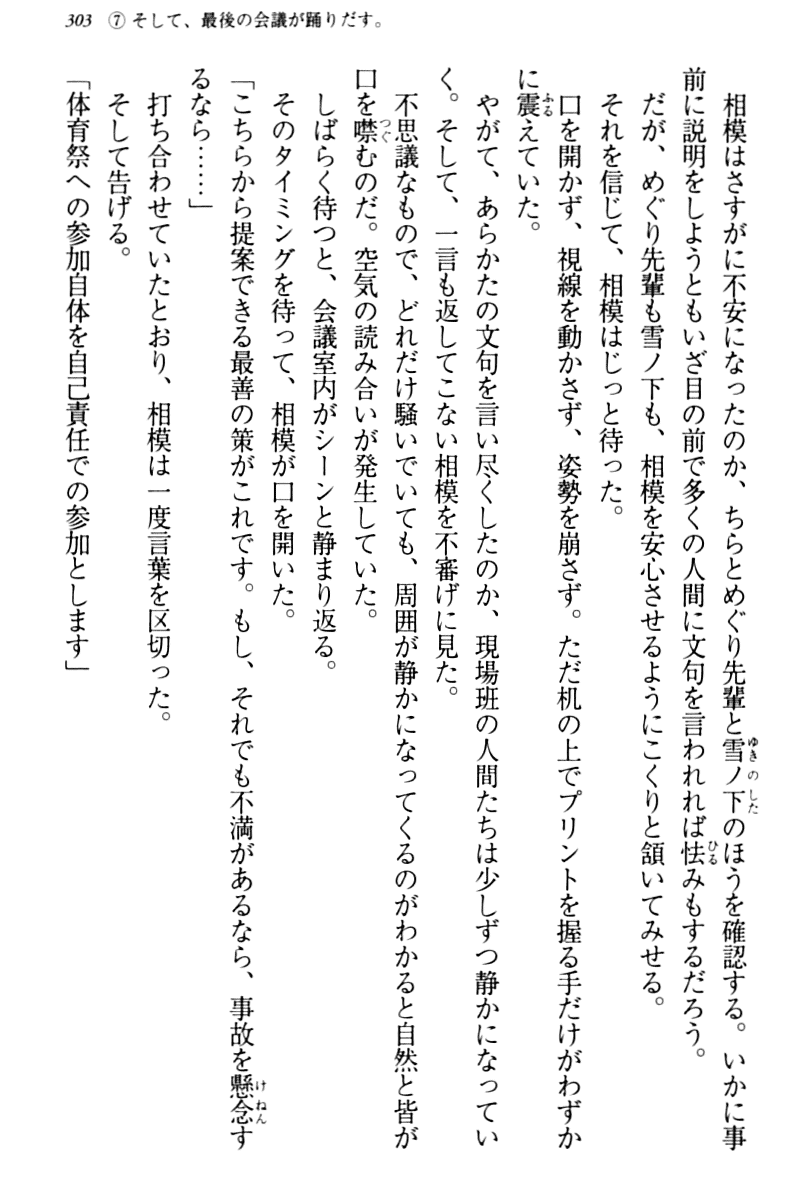 303 ⑦ そして、最後の会議が踊りだす。
　相模はさすがに不安になったのか、ちらとめぐり先輩と雪ノ下のほうを確認する。いかに事
前に説明をしようともいざ目の前で多くの人間に文句を言われれば怯みもするだろう。
　だが、めぐり先輩も雪ノ下も、相模を安心させるようにこくりと頷いてみせる。
　それを信じて、相模はじっと待った。
　口を開かず、視線を動かさず、姿勢を崩さず。ただ机の上でプリントを握る手だけがわずか
に震えていた。
　やがて、あらかたの文句を言い尽くしたのか、現場班の人間たちは少しずつ静かになってい
く。そして、一言も返してこない相模を不審げに見た。
　不思議なもので、どれだけ騒いでいても、周囲が静かになってくるのがわかると自然と皆が
口を噤むのだ。空気の読み合いが発生していた。
　しばらく待つと、会議室内がシーンと静まり返る。
　そのタイミングを待って、相模が口を開いた。
「こちらから提案できる最善の策がこれです。もし、それでも不満があるなら、事故を懸念す
るなら……」
　打ち合わせていたとおり、相模は一度言葉を区切った。
　そして告げる。
「体育祭への参加自体を自己責任での参加とします」